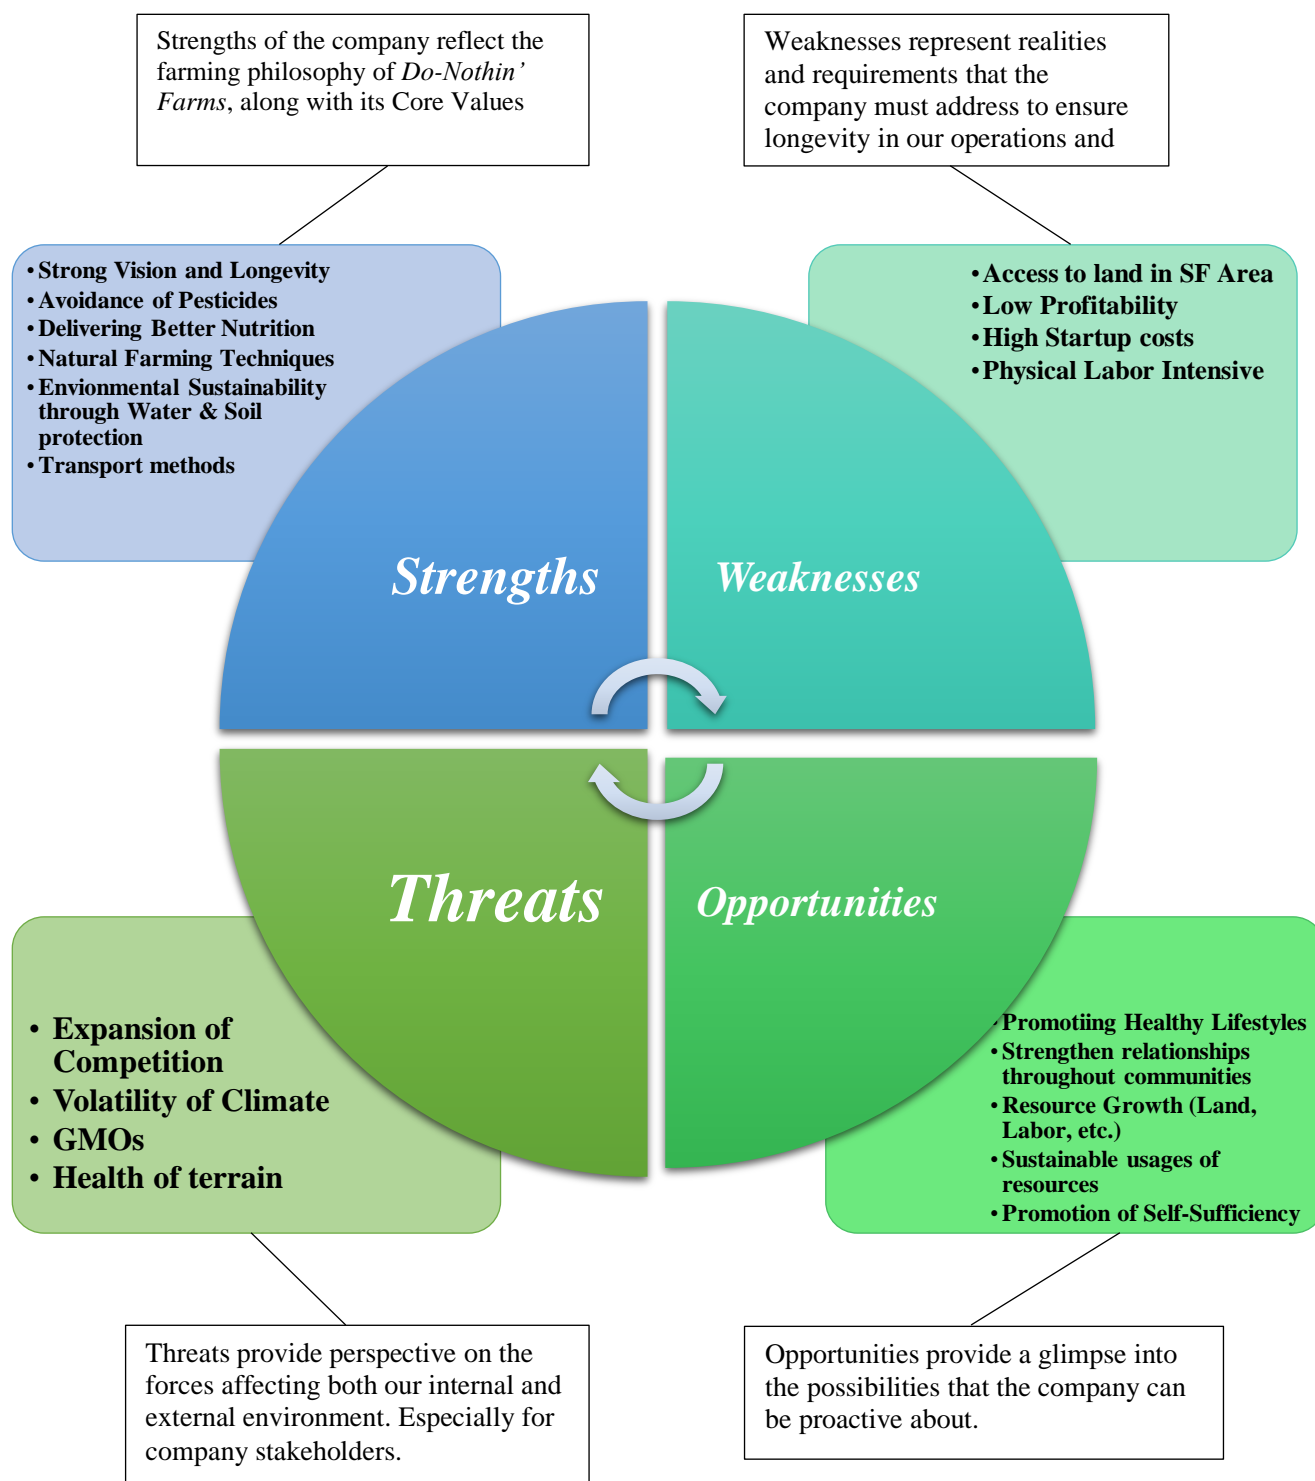 Strengths of the company reflect the
farming philosophy of Do-Nothin’
Farms, along with its Core Values
Weaknesses represent realities
and requirements that the
company must address to ensure
longevity in our operations and
• Strong Vision and Longevity
• Avoidance of Pesticides
• Delivering Better Nutrition
• Natural Farming Techniques
• Envionmental Sustainability
through Water & Soil
protection
• Transport methods
• Access to land in SF Area
• Low Profitability
• High Startup costs
• Physical Labor Intensive
Strengths
Weaknesses
Threats
Opportunities
• Expansion of
Competition
• Volatility of Climate
• GMOs
• Health of terrain
• Promotiing Healthy Lifestyles
• Strengthen relationships
throughout communities
• Resource Growth (Land,
Labor, etc.)
• Sustainable usages of
resources
• Promotion of Self-Sufficiency
Threats provide perspective on the
forces affecting both our internal and
external environment. Especially for
company stakeholders.
Opportunities provide a glimpse into
the possibilities that the company can
be proactive about.